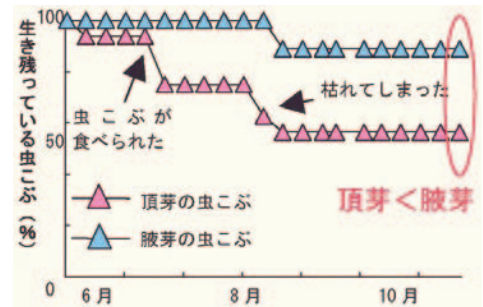 100
生き残っている虫こぶ（％）
虫こぶが
食べられた
枯れてしまった
50
頂芽の虫こぶ
頂芽＜腋芽
腋芽の虫こぶ
0
6月
8月
10月